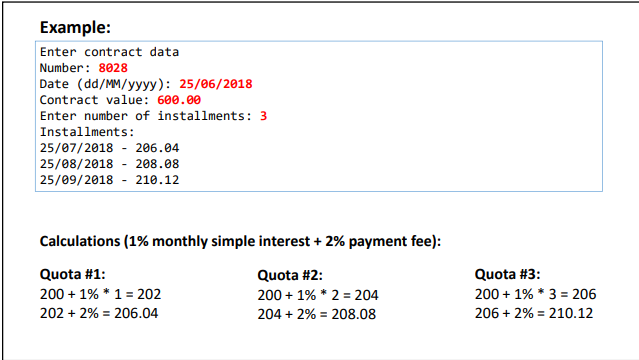 Example:
Enter contract data
Number: 8028
Date (dd/MM/yyyy): 25/06/2018
Contract value: 600.00
Enter number of installments: 3
Installments:
25/07/2018 - 206.04
25/08/2018 - 208.08
25/09/2018 - 210.12
Calculations (1% monthly simple interest + 2% payment fee):
Quota #1:
200 + 1% * 1 = 202
202 + 2% = 206.04
Quota #2:
200 + 1% * 2 = 204
204 + 2% = 208.08
Quota #3:
200 + 1% * 3 = 206
206 + 2% = 210.12